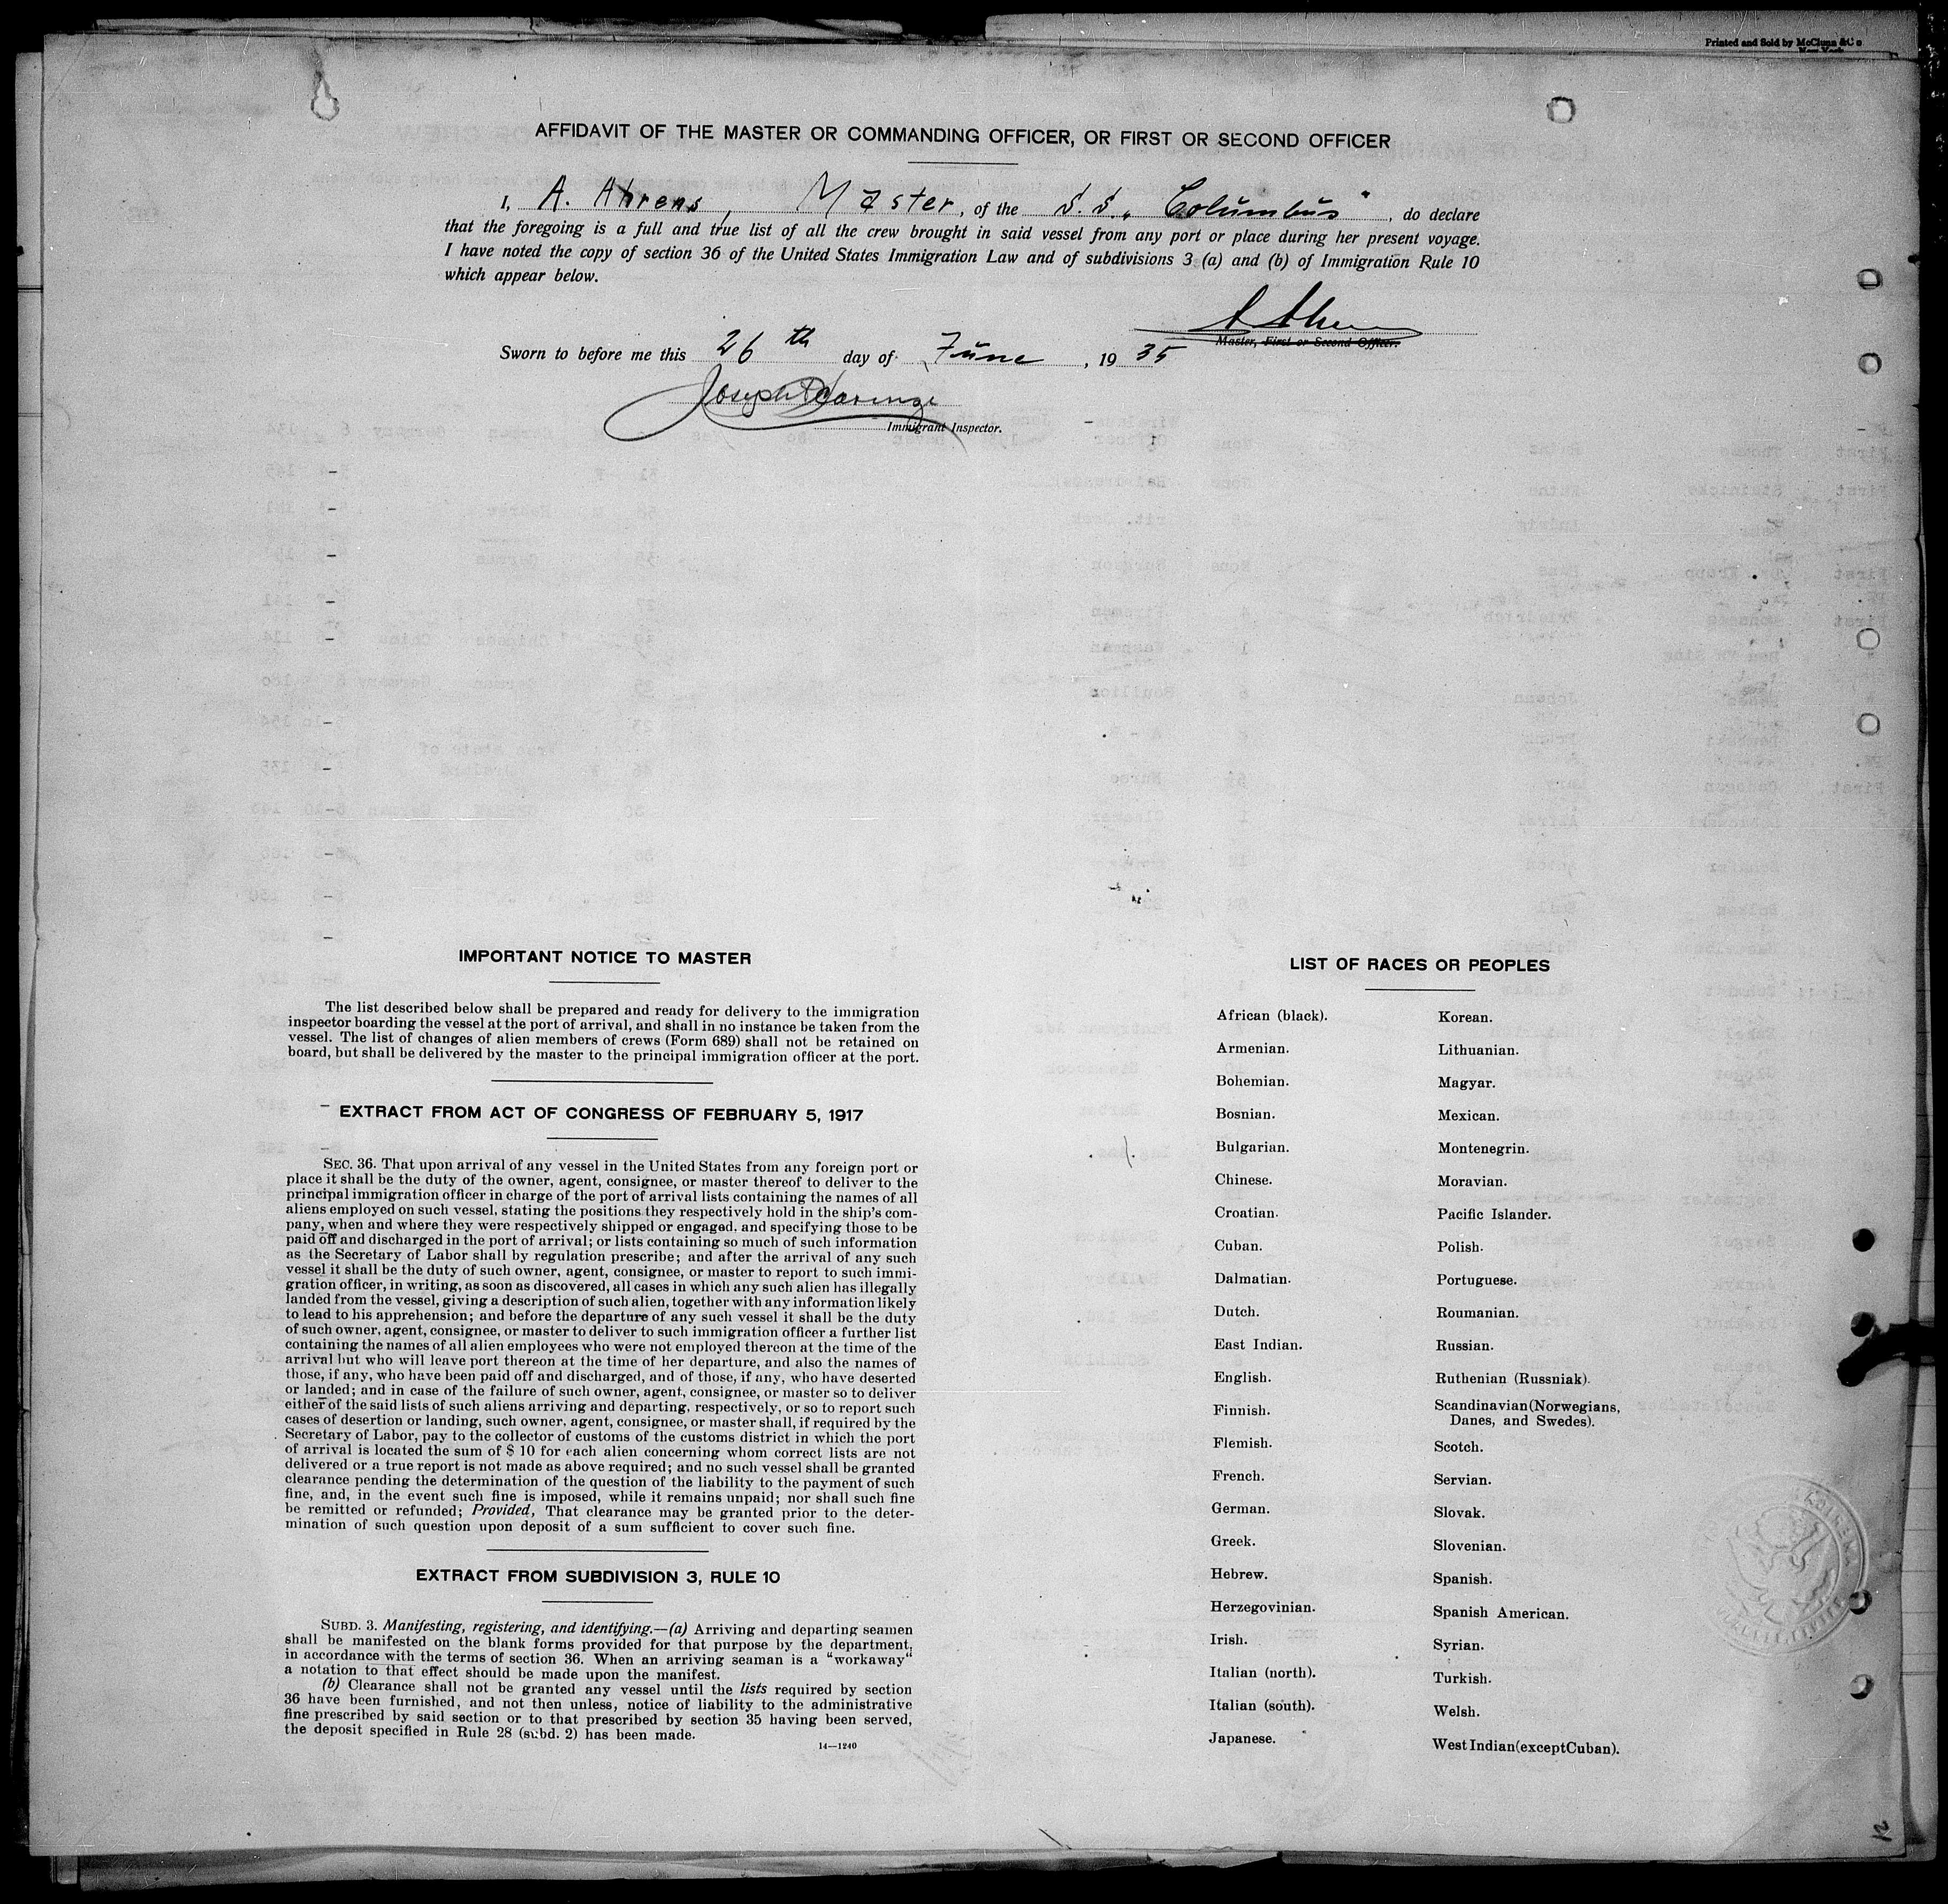 Printed and Sold by McClunn & Co
New York
AFFIDAVIT OF THE MASTER OR COMMANDING OFFICER, OR FIRST OR SECOND OFFICER
I, A. Ahrens, Master, of the S.S. „Columbus", do declare
that the foregoing is a full and true list of all the crew brought in said vessel from any port or place during her present voyage.
I have noted the copy of section 36 of the United States Immigration Law and of subdivisions 3 (a) and (b) of Immigration Rule 10
which appear below.
A Ahrens
Master, First or Second Officer.
Sworn to before me this 26th day of June, 1935
Joseph
Immigrant Inspector.
IMPORTANT NOTICE TO MASTER
The list described below shall be prepared and ready for delivery to the immigration
inspector boarding the vessel at the port of arrival, and shall in no instance be taken from the
vessel. The list of changes of alien members of crews (Form 689) shall not be retained on
board, but shall be delivered by the master to the principal immigration officer at the port.
EXTRACT FROM ACT OF CONGRESS OF FEBRUARY 5, 1917
SEC. 36. That upon arrival of any vessel in the United States from any foreign port or
place it shall be the duty of the owner, agent, consignee, or master thereof to deliver to the
principal immigration officer in charge of the port of arrival lists containing the names of all
aliens employed on such vessel, stating the positions they respectively hold in the ship's com-
pany, when and where they were respectively shipped or engaged, and specifying those to be
paid off and discharged in the port of arrival; or lists containing so much of such information
as the Secretary of Labor shall by regulation prescribe; and after the arrival of any such
vessel it shall be the duty of such owner, agent, consignee, or master to report to such immi-
gration officer, in writing, as soon as discovered, all cases in which any such alien has illegally
landed from the vessel, giving a description of such alien, together with any information likely
to lead to his apprehension; and before the departure of any such vessel it shall be the duty
of such owner, agent, consignee, or master to deliver to such immigration officer a further list
containing the names of all alien employees who were not employed thereon at the time of the
arrival but who will leave port thereon at the time of her departure, and also the names of
those, if any, who have been paid off and discharged, and of those, if any, who have deserted
or landed; and in case of the failure of such owner, agent, consignee, or master so to deliver
either of the said lists of such aliens arriving and departing, respectively, or so to report such
cases of desertion or landing, such owner, agent, consignee, or master shall, if required by the
Secretary of Labor, pay to the collector of customs of the customs district in which the port
of arrival is located the sum of $ 10 for each alien concerning whom correct lists are not
delivered or a true report is not made as above required; and no such vessel shall be granted
clearance pending the determination of the question of the liability to the payment of such
fine, and, in the event such fine is imposed, while it remains unpaid; nor shall such fine
be remitted or refunded; Provided, That clearance may be granted prior to the deter-
mination of such question upon deposit of a sum sufficient to cover such fine.
EXTRACT FROM SUBDIVISION 3, RULE 10
SUBD. 3. Manifesting, registering, and identifying.—(a) Arriving and departing seamen
shall be manifested on the blank forms provided for that purpose by the department,
in accordance with the terms of section 36. When an arriving seaman is a "workaway"
a notation to that effect should be made upon the manifest.
(b) Clearance shall not be granted any vessel until the lists required by section
36 have been furnished, and not then unless, notice of liability to the administrative
fine prescribed by said section or to that prescribed by section 35 having been served,
the deposit specified in Rule 28 (subd. 2) has been made.
14—1240
LIST OF RACES OR PEOPLES
African (black).
Armenian.
Bohemian.
Bosnian.
Bulgarian.
Chinese.
Croatian.
Cuban.
Dalmatian.
Dutch.
East Indian.
English.
Finnish.
Flemish.
French.
German.
Greek.
Hebrew.
Herzegovinian.
Irish.
Italian (north).
Italian (south).
Japanese.
Korean.
Lithuanian.
Magyar.
Mexican.
Montenegrin.
Moravian.
Pacific Islander.
Polish.
Portuguese.
Roumanian.
Russian.
Ruthenian (Russniak).
Scandinavian(Norwegians,
Danes, and Swedes).
Scotch.
Servian.
Slovak.
Slovenian.
Spanish.
Spanish American.
Syrian.
Turkish.
Welsh.
West Indian(except Cuban).